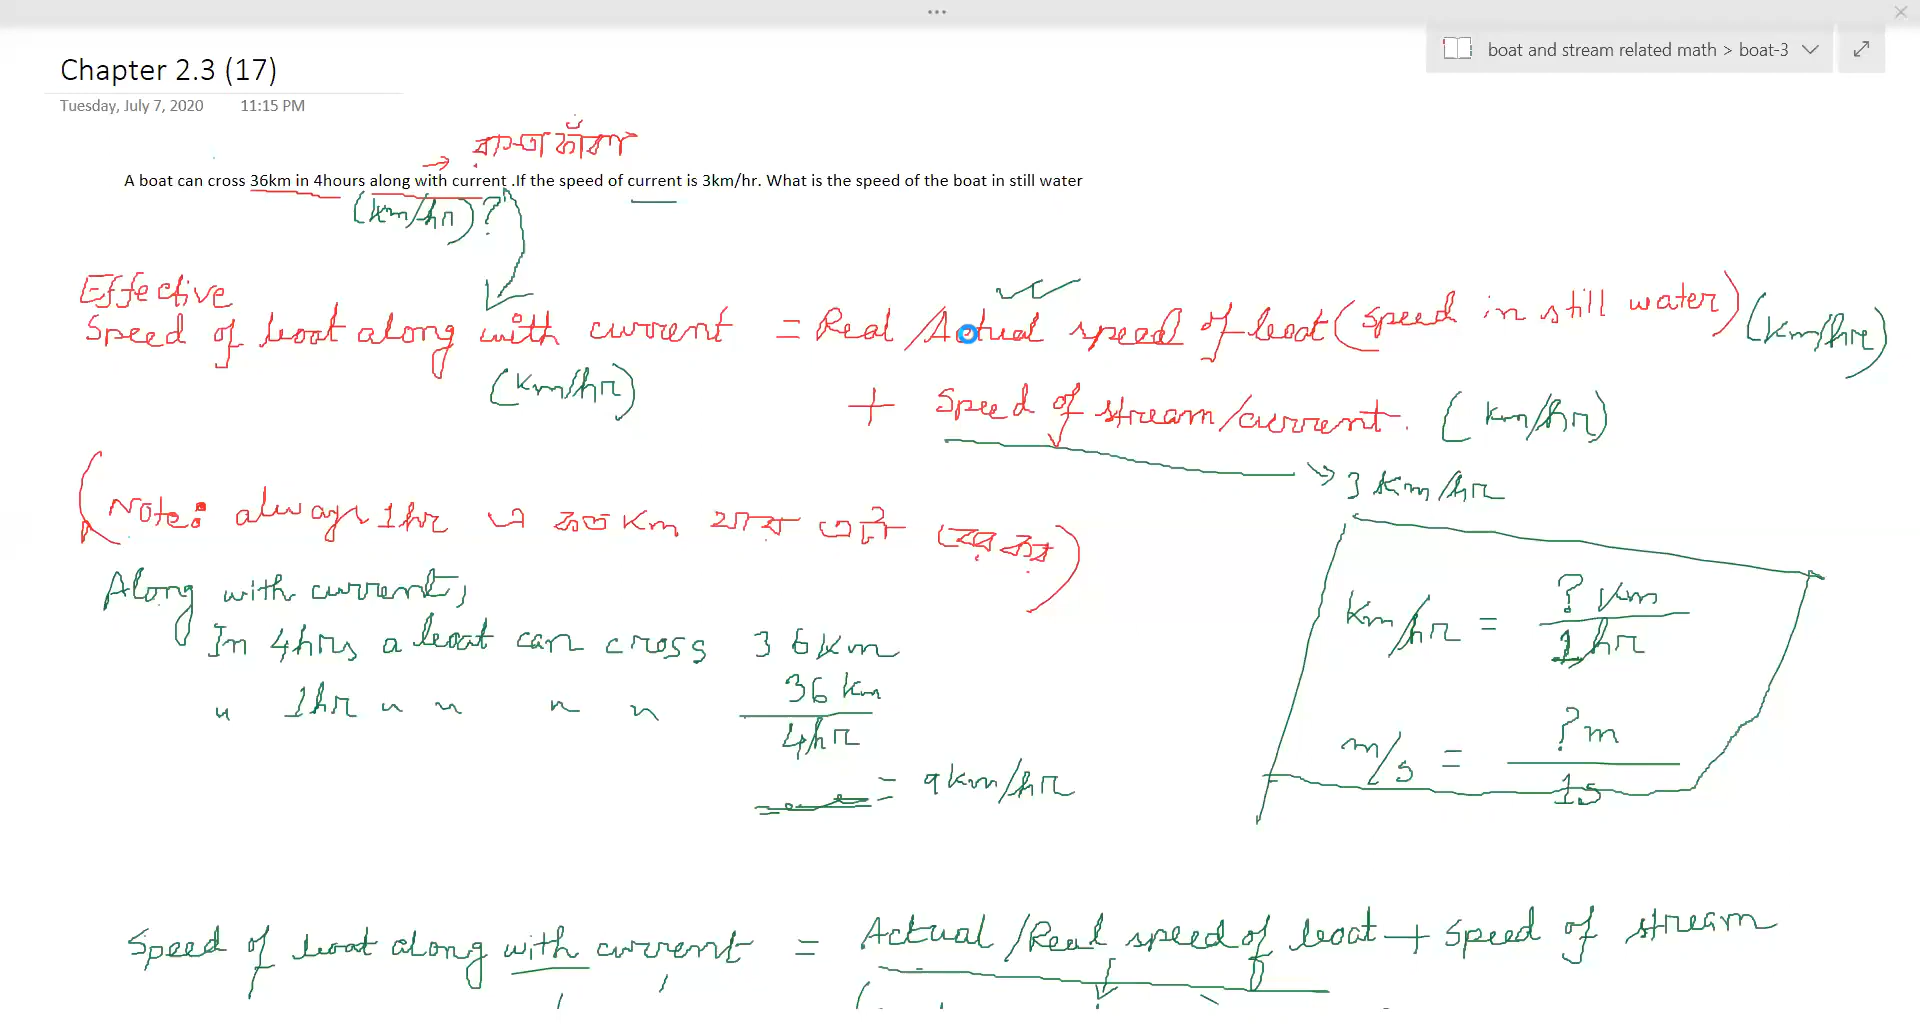 boat and stream related math > boat-3
Chapter 2.3 (17)
Tuesday, July 7, 2020 11:15 PM
A boat can cross 36km in 4hours along with current .If the speed of current is 3km/hr. What is the speed of the boat in still water
(km/hr)?
Effective
Speed of boat along with current = Real/Actual speed of boat (speed in still water) (km/hr)
(km/hr)
+ Speed of stream/current. (km/hr)
→ 3 km/hr
(Note: always 1hr এ কত km যায় তাই বের করব)
Along with current,
In 4hrs a boat can cross 36km
" 1hr " " " " 36 km
4hr
= 9km/hr
km/hr = ? km
1hr
m/s = ? m
1s
Speed of boat along with current = Actual/Real speed of boat + Speed of stream